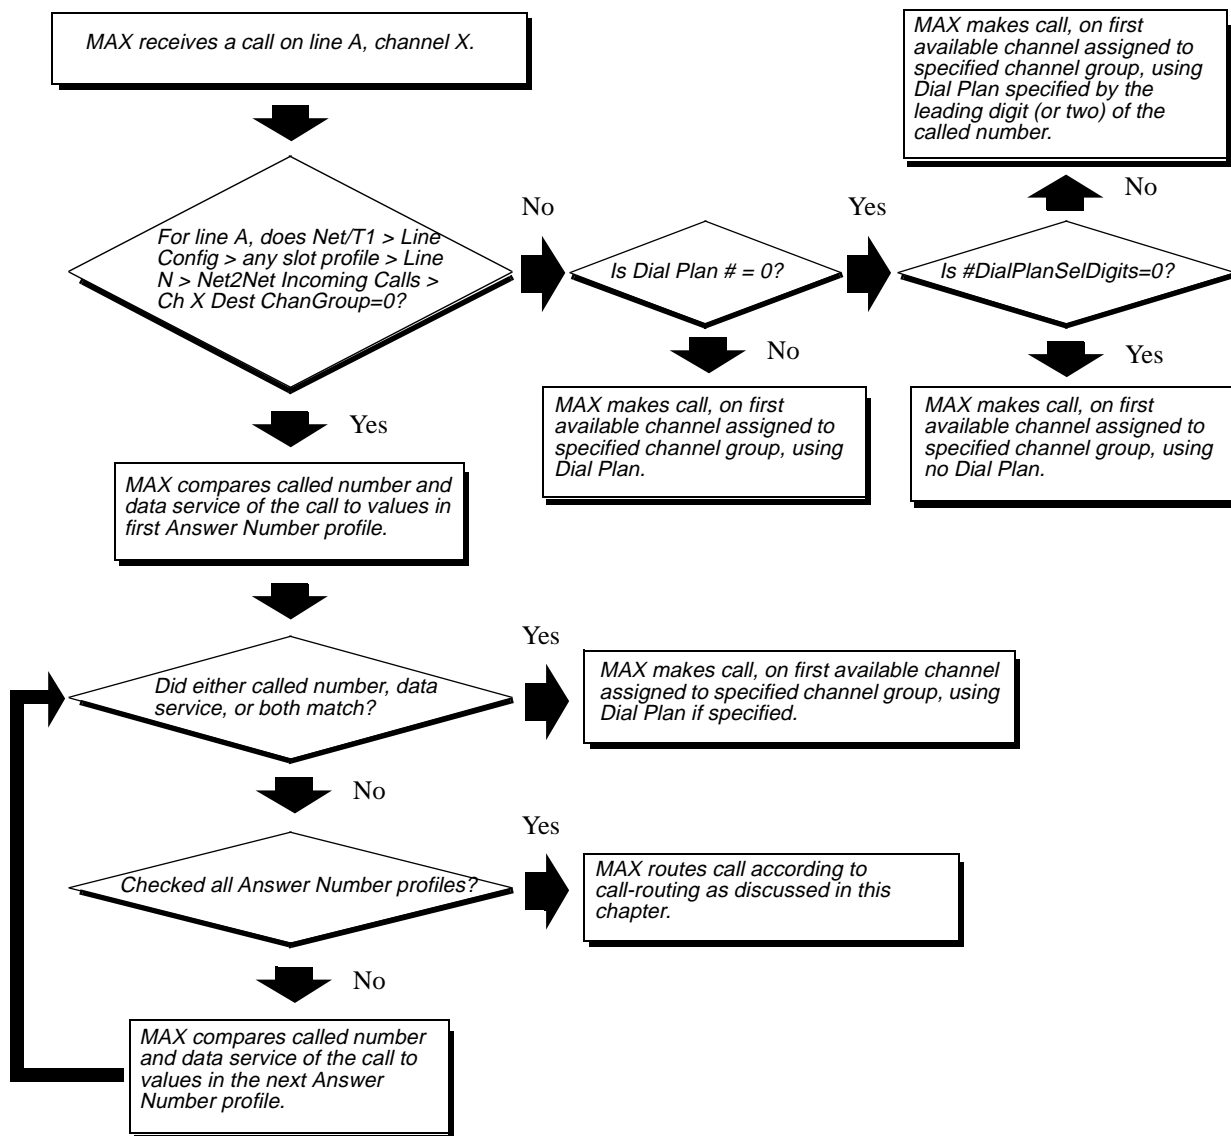 MAX receives a call on line A, channel X.
MAX makes call, on first
available channel assigned to
specified channel group, using
Dial Plan specified by the
leading digit (or two) of the
called number.
No
For line A, does Net/T1 > Line
Config > any slot profile > Line
N > Net2Net Incoming Calls >
Ch X Dest ChanGroup=0?
No
Is Dial Plan # = 0?
Yes
Is #DialPlanSelDigits=0?
No
Yes
MAX makes call, on first
available channel assigned to
specified channel group, using
Dial Plan.
MAX makes call, on first
available channel assigned to
specified channel group, using
no Dial Plan.
Yes
MAX compares called number and
data service of the call to values in
first Answer Number profile.
Did either called number, data
service, or both match?
Yes
MAX makes call, on first available channel
assigned to specified channel group, using
Dial Plan if specified.
No
Checked all Answer Number profiles?
Yes
MAX routes call according to
call-routing as discussed in this
chapter.
No
MAX compares called number
and data service of the call to
values in the next Answer
Number profile.